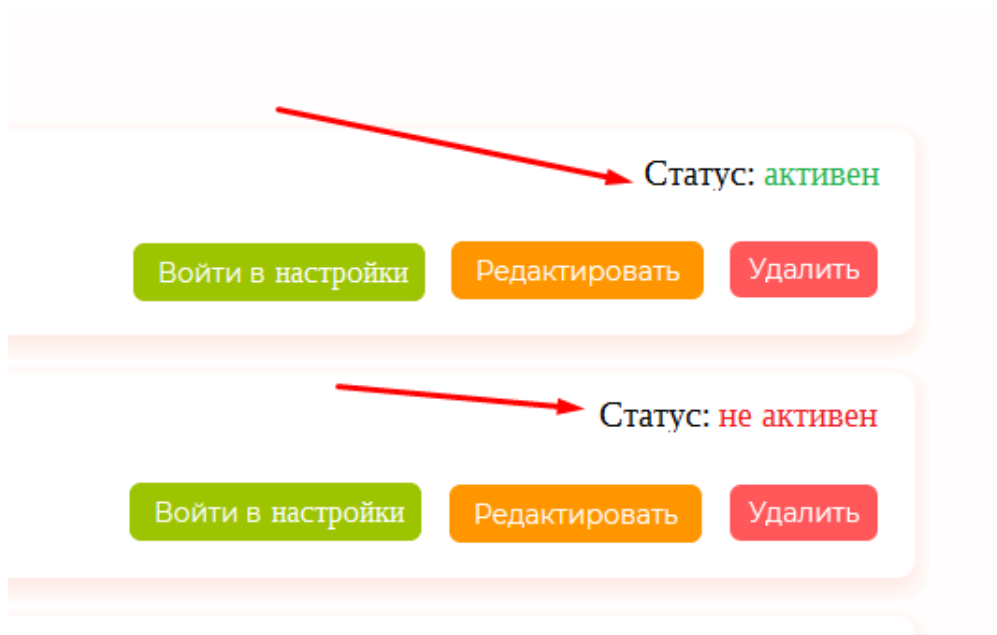 Статус: активен
Войти в настройки Редактировать Удалить
Статус: не активен
Войти в настройки Редактировать Удалить